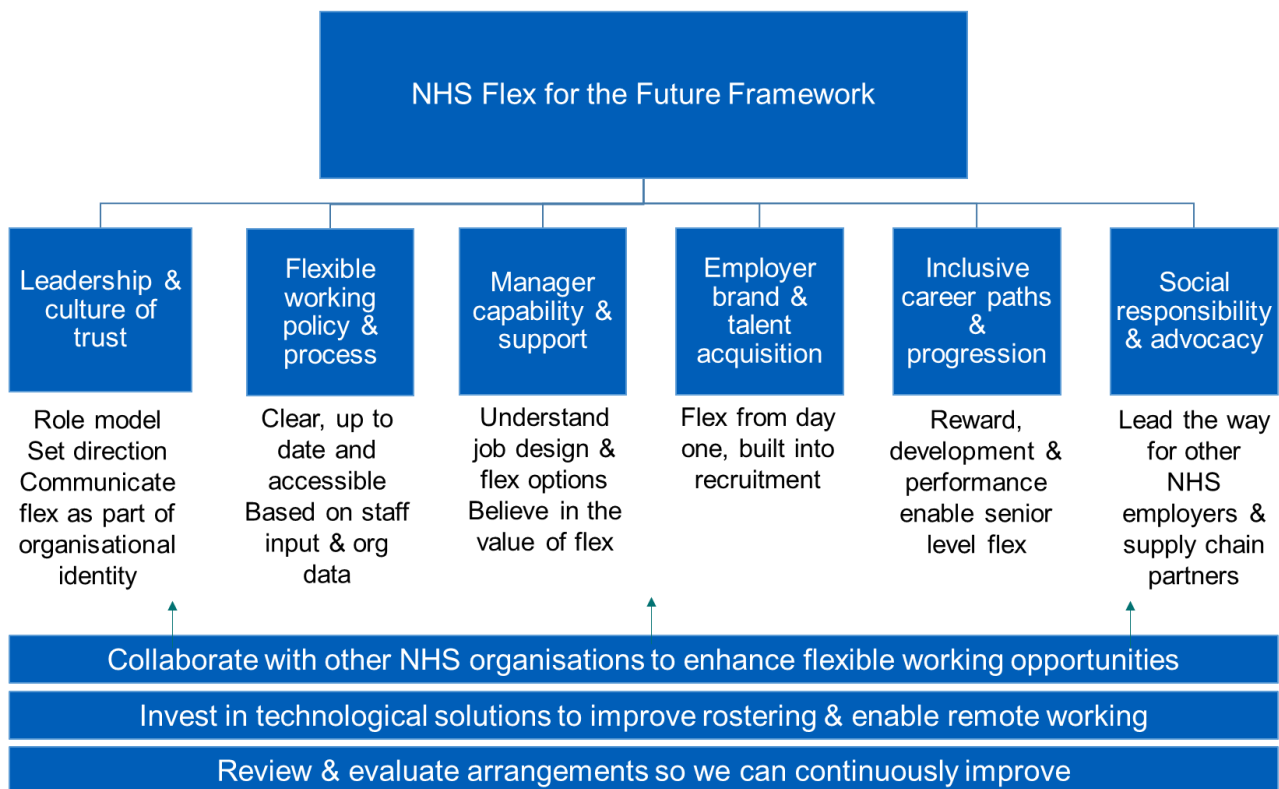 NHS Flex for the Future Framework
Leadership &
culture of
trust
Flexible
working
policy &
process
Manager
capability &
support
Employer
brand &
talent
acquisition
Inclusive
career paths
&
progression
Social
responsibility
& advocacy
Role model
Set direction
Communicate
flex as part of
organisational
identity
Clear, up to
date and
accessible
Based on staff
input & org
data
Understand
job design &
flex options
Believe in the
value of flex
Flex from day
one, built into
recruitment
Reward,
development &
performance
enable senior
level flex
Lead the way
for other
NHS
employers &
supply chain
partners
Collaborate with other NHS organisations to enhance flexible working opportunities
Invest in technological solutions to improve rostering & enable remote working
Review & evaluate arrangements so we can continuously improve